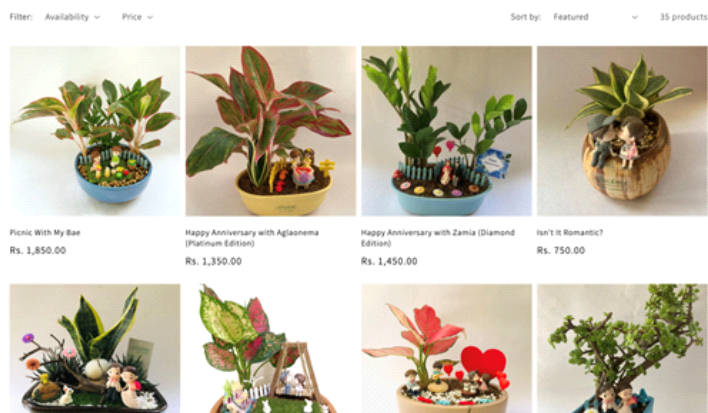 Filter: Availability Price Sort by: Featured 35 products
Picnic With My Bae
Rs. 1,850.00
Happy Anniversary with Aglaonema
(Platinum Edition)
Rs. 1,350.00
Happy Anniversary with Zamia (Diamond
Edition)
Rs. 1,450.00
Isn't It Romantic?
Rs. 750.00